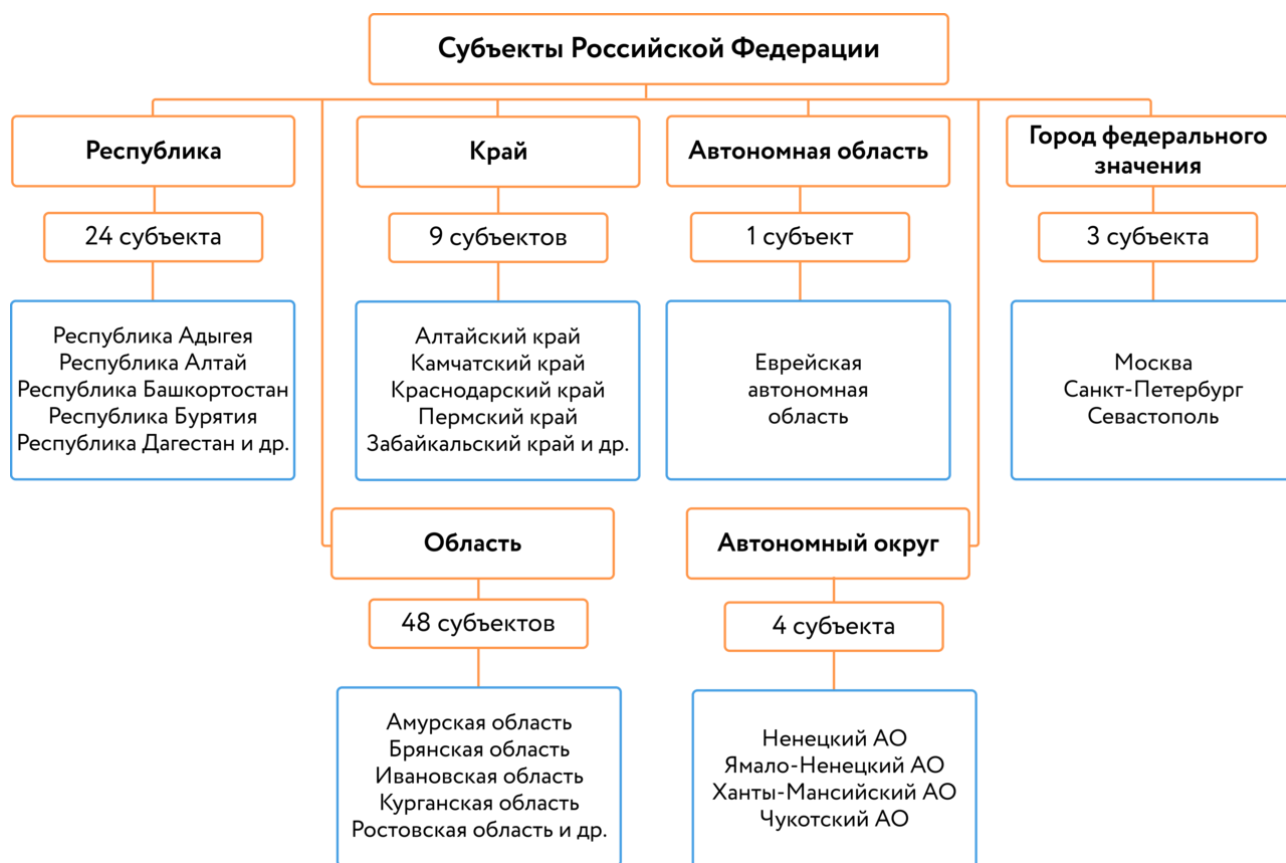 Субъекты Российской Федерации
Республика
24 субъекта
Республика Адыгея
Республика Алтай
Республика Башкортостан
Республика Бурятия
Республика Дагестан и др.
Край
9 субъектов
Алтайский край
Камчатский край
Краснодарский край
Пермский край
Забайкальский край и др.
Автономная область
1 субъект
Еврейская
автономная
область
Город федерального
значения
3 субъекта
Москва
Санкт-Петербург
Севастополь
Область
48 субъектов
Амурская область
Брянская область
Ивановская область
Курганская область
Ростовская область и др.
Автономный округ
4 субъекта
Ненецкий АО
Ямало-Ненецкий АО
Ханты-Мансийский АО
Чукотский АО